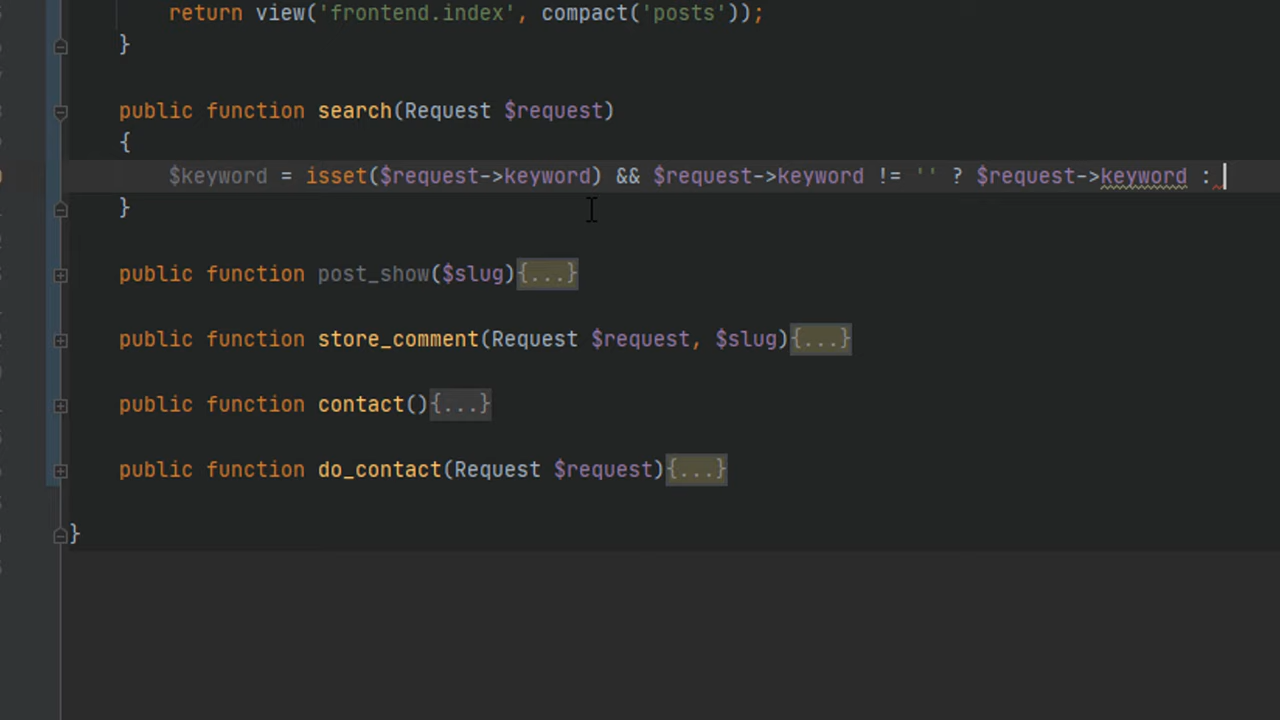 return view('frontend.index', compact('posts'));
}
public function search(Request $request)
{
$keyword = isset($request->keyword) && $request->keyword != '' ? $request->keyword :
}
public function post_show($slug){...}
public function store_comment(Request $request, $slug){...}
public function contact(){...}
public function do_contact(Request $request){...}
}